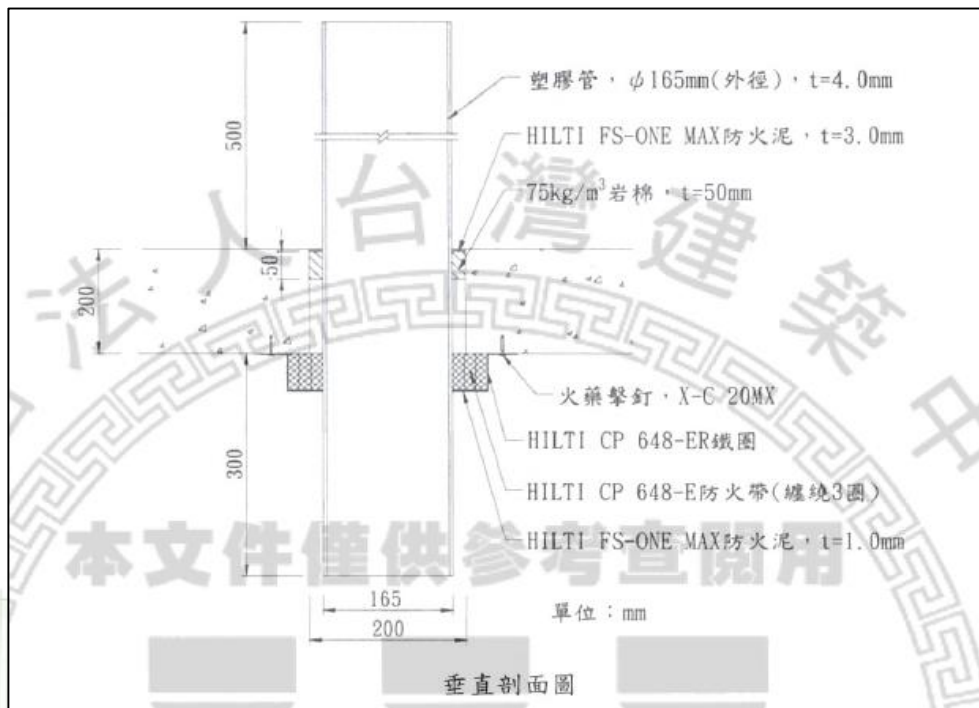 塑膠管，φ165mm(外徑)，t=4.0mm
HILTI FS-ONE MAX防火泥，t=3.0mm
75kg/m³岩棉，t=50mm
500
50
200
300
火藥擊釘，X-C 20MX
HILTI CP 648-ER鐵圈
HILTI CP 648-E防火帶(纏繞3圈)
HILTI FS-ONE MAX防火泥，t=1.0mm
165
200
單位：mm
垂直剖面圖
法人台灣建築中
本文件僅供參考查閱用